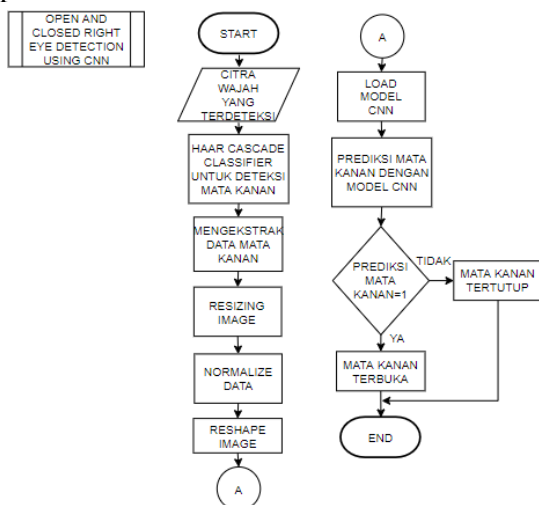 OPEN AND
CLOSED RIGHT
EYE DETECTION
USING CNN
START
CITRA
WAJAH
YANG
TERDETEKSI
HAAR CASCADE
CLASSIFIER
UNTUK DETEKSI
MATA KANAN
MENGEKSTRAK
DATA MATA
KANAN
RESIZING
IMAGE
NORMALIZE
DATA
RESHAPE
IMAGE
A
A
LOAD
MODEL
CNN
PREDIKSI MATA
KANAN DENGAN
MODEL CNN
PREDIKSI
MATA
KANAN=1
TIDAK
MATA KANAN
TERTUTUP
YA
MATA KANAN
TERBUKA
END